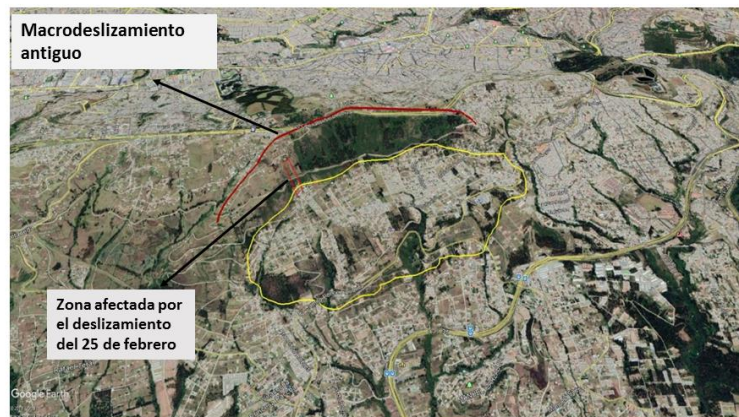 Macrodeslizamiento
antiguo
Zona afectada por
el deslizamiento
del 25 de febrero
Google Earth